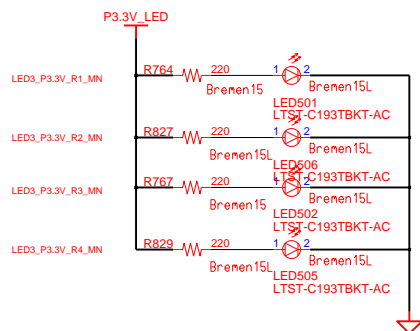 P3.3V_LED
LED3_P3.3V_R1_MN R764 220 1 2
Bremen15 Bremen15L
LED501
LTST-C193TBKT-AC
LED3_P3.3V_R2_MN R827 220 1 2
Bremen15L Bremen15L
LED506
LTST-C193TBKT-AC
LED3_P3.3V_R3_MN R767 220 1 2
Bremen15 Bremen15L
LED502
LTST-C193TBKT-AC
LED3_P3.3V_R4_MN R829 220 1 2
Bremen15L Bremen15L
LED505
LTST-C193TBKT-AC